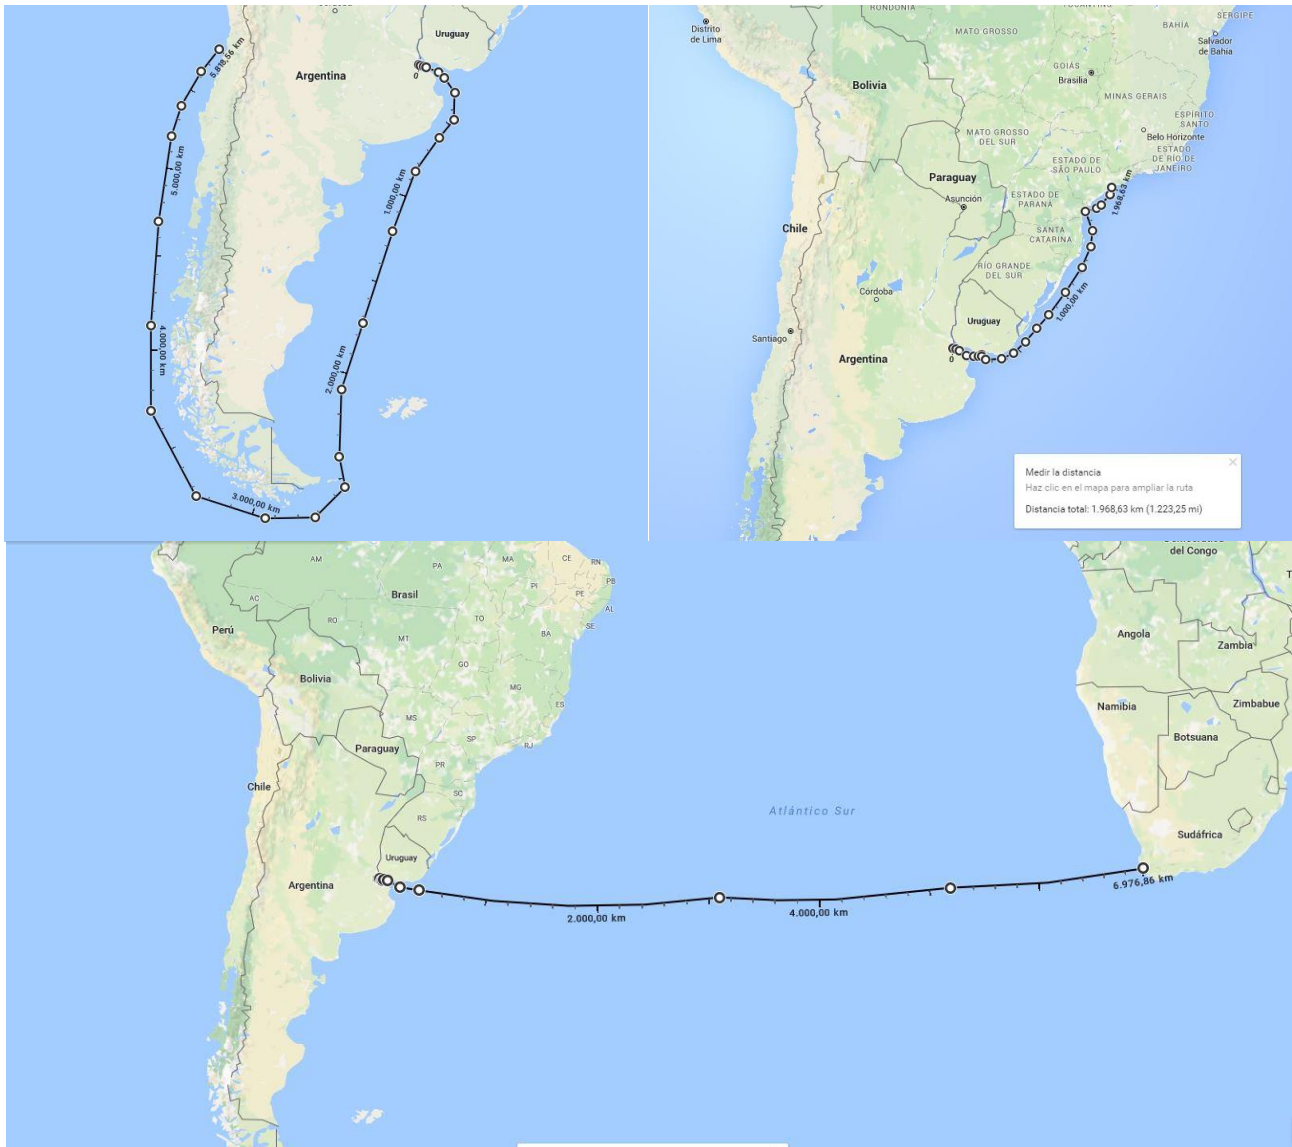 5.818,56 km
Argentina
Uruguay
0
1.000,00 km
5.000,00 km
2.000,00 km
4.000,00 km
3.000,00 km
RONDONIA
SERGIPE
BAHÍA
Distrito
de Lima
MATO GROSSO
Salvador
de Bahía
GOIÁS
Brasilia
Bolivia
MINAS GERAIS
ESPÍRITO
SANTO
MATO GROSSO
DEL SUR
Belo Horizonte
ESTADO
DE RÍO DE
JANEIRO
ESTADO DE
SÃO PAULO
Paraguay
Asunción
ESTADO DE
PARANÁ
1.968,63 km
Chile
SANTA
CATARINA
RÍO GRANDE
DEL SUR
Córdoba
1.000,00 km
Uruguay
Santiago
Argentina
0
Medir la distancia
Haz clic en el mapa para ampliar la ruta
Distancia total: 1.968,63 km (1.223,25 mi)
del Congo
AM
PA
MA
CE
RN
PB
PI
PE
AL
SE
AC
Brasil
RO
TO
BA
Perú
MT
Angola
Zambia
GO
Bolivia
MG
ES
Namibia
Zimbabue
MS
SP
RJ
Botsuana
Paraguay
PR
Chile
SC
RS
Atlántico Sur
Sudáfrica
Uruguay
Argentina
6.976,86 km
2.000,00 km
4.000,00 km